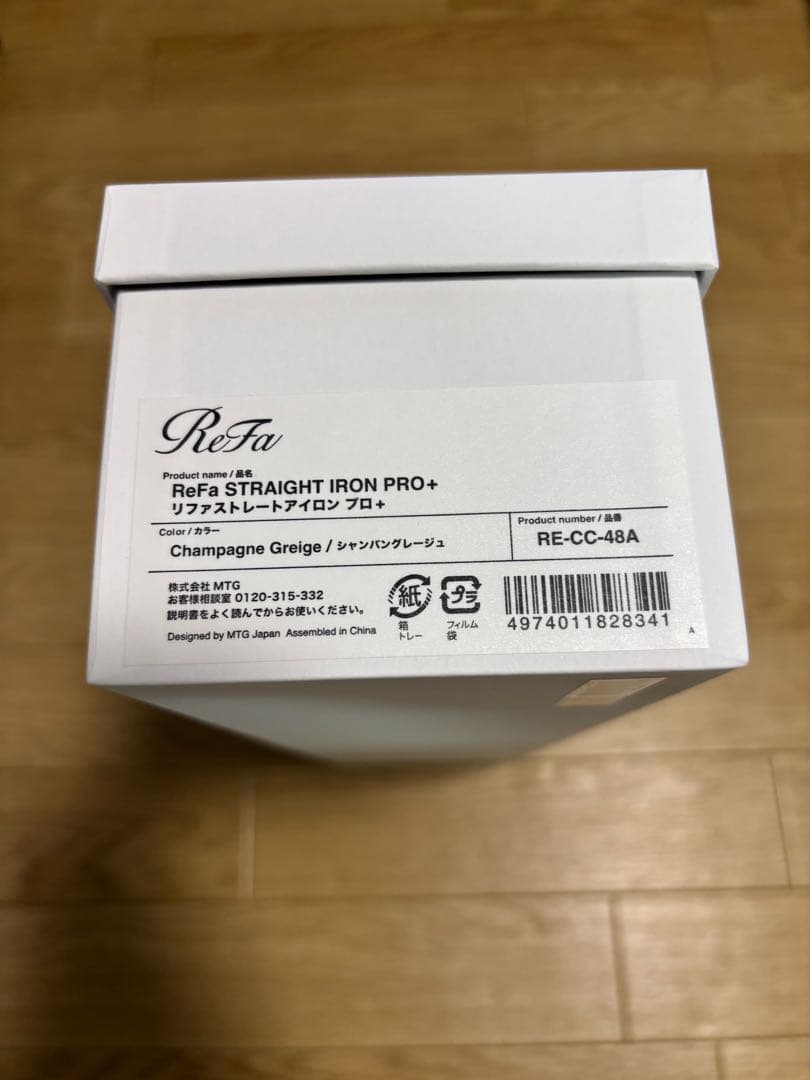 ReFa
Product name / 品名
ReFa STRAIGHT IRON PRO+
リファストレートアイロン プロ+
Color / カラー
Champagne Greige / シャンパングレージュ
Product number / 品番
RE-CC-48A
株式会社 MTG
お客様相談室 0120-315-332
説明書をよく読んでからお使いください。
Designed by MTG Japan Assembled in China
紙
箱
トレー
プラ
フィルム
袋
4974011828341
A